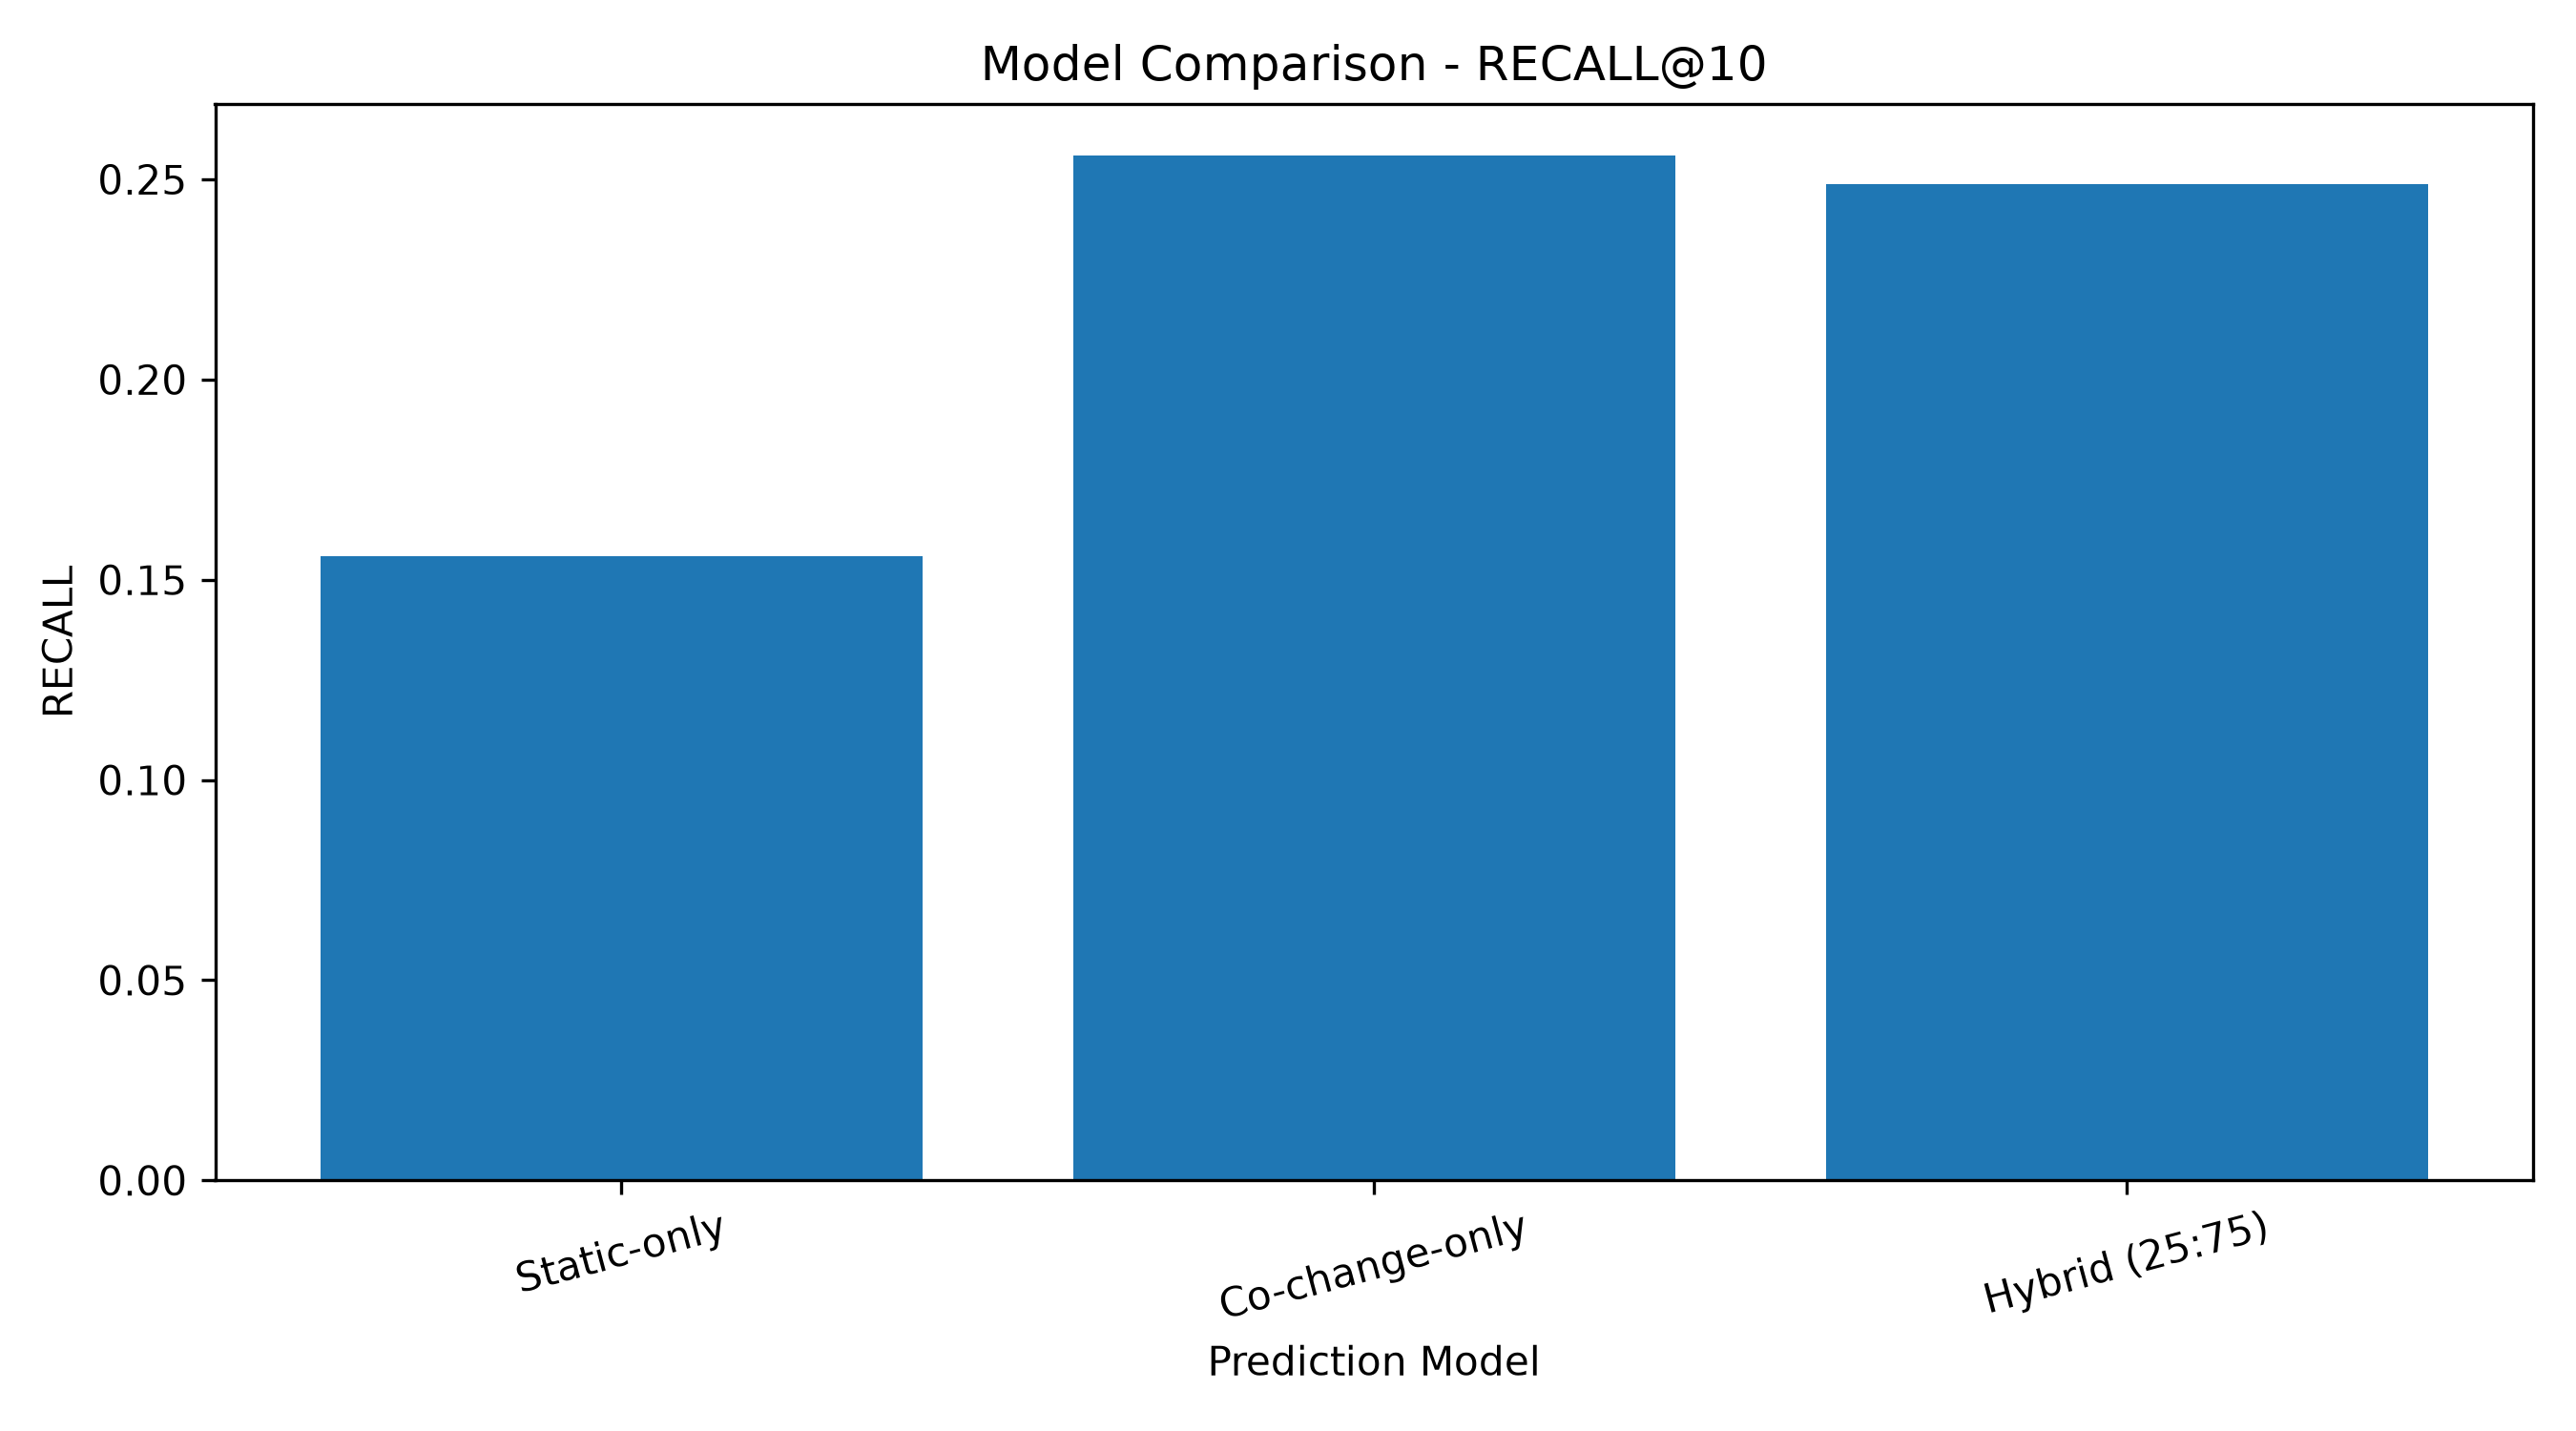 Model Comparison - RECALL@10
RECALL
0.25
0.20
0.15
0.10
0.05
0.00
Static-only
Co-change-only
Hybrid (25:75)
Prediction Model